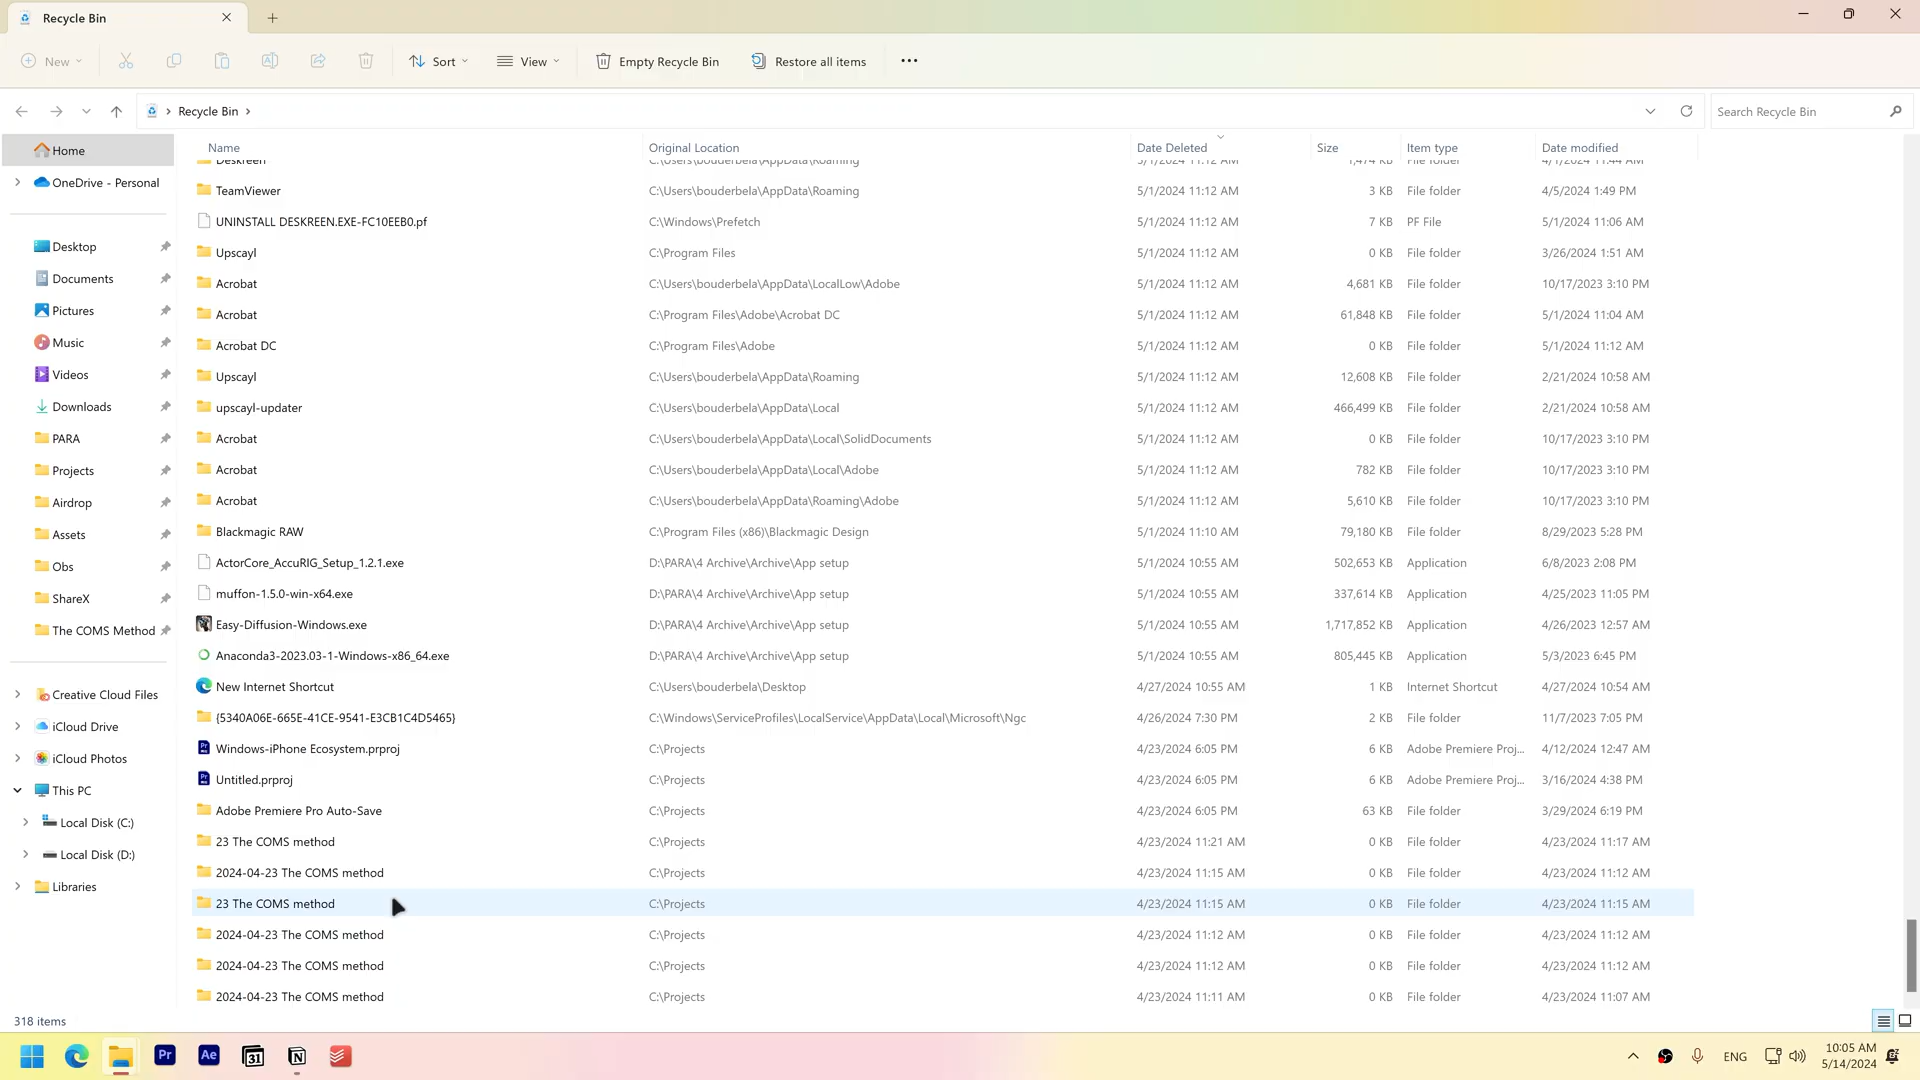 Recycle Bin
New
Sort
View
Empty Recycle Bin
Restore all items
Recycle Bin
Search Recycle Bin
Home
OneDrive - Personal
Desktop
Documents
Pictures
Music
Videos
Downloads
PARA
Projects
Airdrop
Assets
Obs
ShareX
The COMS Method
Creative Cloud Files
iCloud Drive
iCloud Photos
This PC
Local Disk (C:)
Local Disk (D:)
Libraries
Name Original Location Date Deleted Size Item type Date modified
Deskreen C:\Users\bouderbela\AppData\Roaming 5/1/2024 11:12 AM 1,474 KB File folder 4/1/2024 11:44 AM
TeamViewer C:\Users\bouderbela\AppData\Roaming 5/1/2024 11:12 AM 3 KB File folder 4/5/2024 1:49 PM
UNINSTALL DESKREEN.EXE-FC10EEB0.pf C:\Windows\Prefetch 5/1/2024 11:12 AM 7 KB PF File 5/1/2024 11:06 AM
Upscayl C:\Program Files 5/1/2024 11:12 AM 0 KB File folder 3/26/2024 1:51 AM
Acrobat C:\Users\bouderbela\AppData\LocalLow\Adobe 5/1/2024 11:12 AM 4,681 KB File folder 10/17/2023 3:10 PM
Acrobat C:\Program Files\Adobe\Acrobat DC 5/1/2024 11:12 AM 61,848 KB File folder 5/1/2024 11:04 AM
Acrobat DC C:\Program Files\Adobe 5/1/2024 11:12 AM 0 KB File folder 5/1/2024 11:12 AM
Upscayl C:\Users\bouderbela\AppData\Roaming 5/1/2024 11:12 AM 12,608 KB File folder 2/21/2024 10:58 AM
upscayl-updater C:\Users\bouderbela\AppData\Local 5/1/2024 11:12 AM 466,499 KB File folder 2/21/2024 10:58 AM
Acrobat C:\Users\bouderbela\AppData\Local\SolidDocuments 5/1/2024 11:12 AM 0 KB File folder 10/17/2023 3:10 PM
Acrobat C:\Users\bouderbela\AppData\Local\Adobe 5/1/2024 11:12 AM 782 KB File folder 10/17/2023 3:10 PM
Acrobat C:\Users\bouderbela\AppData\Roaming\Adobe 5/1/2024 11:12 AM 5,610 KB File folder 10/17/2023 3:10 PM
Blackmagic RAW C:\Program Files (x86)\Blackmagic Design 5/1/2024 11:10 AM 79,180 KB File folder 8/29/2023 5:28 PM
ActorCore_AccuRIG_Setup_1.2.1.exe D:\PARA\4 Archive\Archive\App setup 5/1/2024 10:55 AM 502,653 KB Application 6/8/2023 2:08 PM
muffon-1.5.0-win-x64.exe D:\PARA\4 Archive\Archive\App setup 5/1/2024 10:55 AM 337,614 KB Application 4/25/2023 11:05 PM
Easy-Diffusion-Windows.exe D:\PARA\4 Archive\Archive\App setup 5/1/2024 10:55 AM 1,717,852 KB Application 4/26/2023 12:57 AM
Anaconda3-2023.03-1-Windows-x86_64.exe D:\PARA\4 Archive\Archive\App setup 5/1/2024 10:55 AM 805,445 KB Application 5/3/2023 6:45 PM
New Internet Shortcut C:\Users\bouderbela\Desktop 4/27/2024 10:55 AM 1 KB Internet Shortcut 4/27/2024 10:54 AM
{5340A06E-665E-41CE-9541-E3CB1C4D5465} C:\Windows\ServiceProfiles\LocalService\AppData\Local\Microsoft\Ngc 4/26/2024 7:30 PM 2 KB File folder 11/7/2023 7:05 PM
Windows-iPhone Ecosystem.prproj C:\Projects 4/23/2024 6:05 PM 6 KB Adobe Premiere Proj... 4/12/2024 12:47 AM
Untitled.prproj C:\Projects 4/23/2024 6:05 PM 6 KB Adobe Premiere Proj... 3/16/2024 4:38 PM
Adobe Premiere Pro Auto-Save C:\Projects 4/23/2024 6:05 PM 63 KB File folder 3/29/2024 6:19 PM
23 The COMS method C:\Projects 4/23/2024 11:21 AM 0 KB File folder 4/23/2024 11:17 AM
2024-04-23 The COMS method C:\Projects 4/23/2024 11:15 AM 0 KB File folder 4/23/2024 11:12 AM
23 The COMS method C:\Projects 4/23/2024 11:15 AM 0 KB File folder 4/23/2024 11:15 AM
2024-04-23 The COMS method C:\Projects 4/23/2024 11:12 AM 0 KB File folder 4/23/2024 11:12 AM
2024-04-23 The COMS method C:\Projects 4/23/2024 11:12 AM 0 KB File folder 4/23/2024 11:12 AM
2024-04-23 The COMS method C:\Projects 4/23/2024 11:11 AM 0 KB File folder 4/23/2024 11:07 AM
318 items
Pr
Ae
31
ENG
10:05 AM
5/14/2024